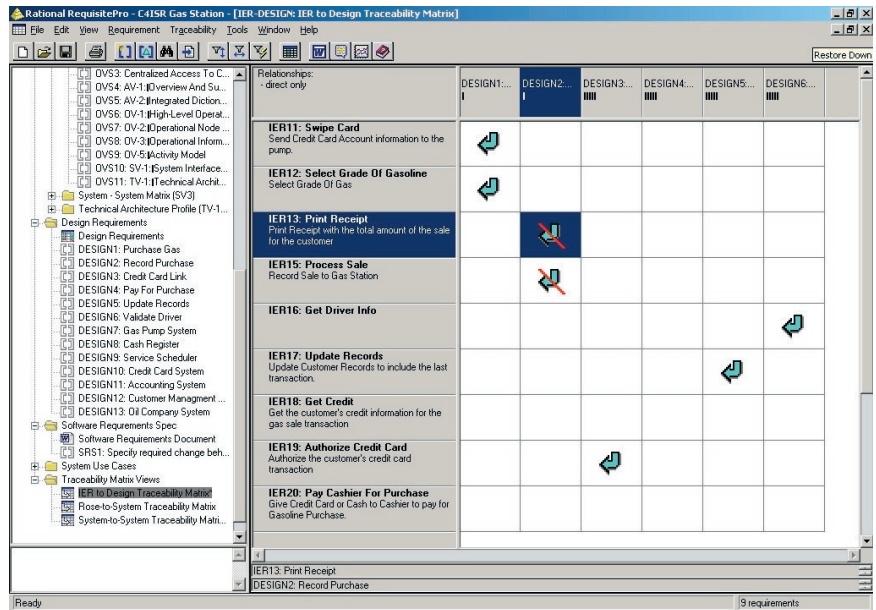 Rational RequisitePro - C4ISR Gas Station - [IER-DESIGN: IER to Design Traceability Matrix]
File Edit View Requirement Traceability Tools Window Help
Restore Down
OVS3: Centralized Access To C...
OVS4: AV-1:Overview And Su...
OVS5: AV-2:Integrated Diction...
OVS6: OV-1:High-Level Operat...
OVS7: OV-2:Operational Node ...
OVS8: OV-3:Operational Inform...
OVS9: OV-5:Activity Model
OVS10: SV-1:System Interface...
OVS11: TV-1:Technical Archit...
System - System Matrix (SV3)
Technical Architecture Profile (TV-1...
Design Requirements
Design Requirements
DESIGN1: Purchase Gas
DESIGN2: Record Purchase
DESIGN3: Credit Card Link
DESIGN4: Pay For Purchase
DESIGN5: Update Records
DESIGN6: Validate Driver
DESIGN7: Gas Pump System
DESIGN8: Cash Register
DESIGN9: Service Scheduler
DESIGN10: Credit Card System
DESIGN11: Accounting System
DESIGN12: Customer Managment ...
DESIGN13: Oil Company System
Software Requirements Spec
Software Requirements Document
SRS1: Specify required change beh...
System Use Cases
Traceability Matrix Views
IER to Design Traceability Matrix*
Rose-to-System Traceability Matrix
System-to-System Traceability Matri...
Relationships:
- direct only
DESIGN1:... DESIGN2:... DESIGN3:... DESIGN4:... DESIGN5:... DESIGN6:...
IER11: Swipe Card
Send Credit Card Account information to the
pump.
IER12: Select Grade Of Gasoline
Select Grade Of Gas
IER13: Print Receipt
Print Receipt with the total amount of the sale
for the customer
IER15: Process Sale
Record Sale to Gas Station
IER16: Get Driver Info
IER17: Update Records
Update Customer Records to include the last
transaction.
IER18: Get Credit
Get the customer's credit information for the
gas sale transaction
IER19: Authorize Credit Card
Authorize the customer's credit card
transaction
IER20: Pay Cashier For Purchase
Give Credit Card or Cash to Cashier to pay for
Gasoline Purchase.
IER13: Print Receipt
DESIGN2: Record Purchase
Ready
9 requirements